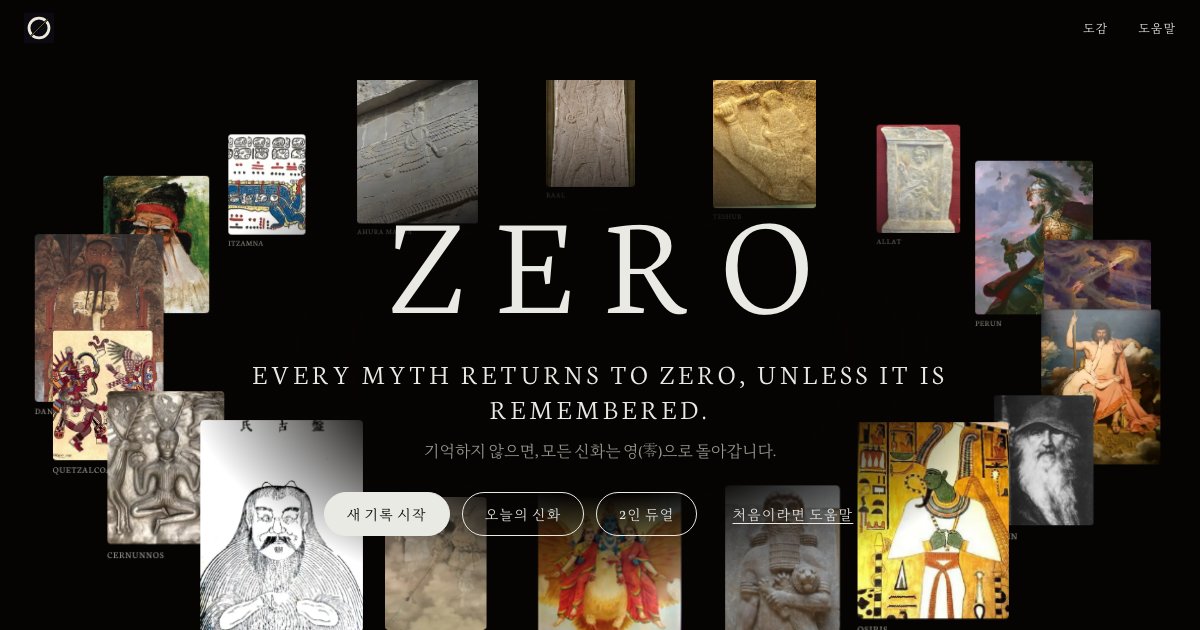 도감
도움말
BAAL
TESHUB
ITZAMNA
ALLAT
ZERO
PERUN
EVERY MYTH RETURNS TO ZERO, UNLESS IT IS
REMEMBERED.
기억하지 않으면, 모든 신화는 영(零)으로 돌아갑니다.
盤古氏
새 기록 시작
오늘의 신화
2인 듀얼
처음이라면 도움말
CERNUNNOS
OSIRIS